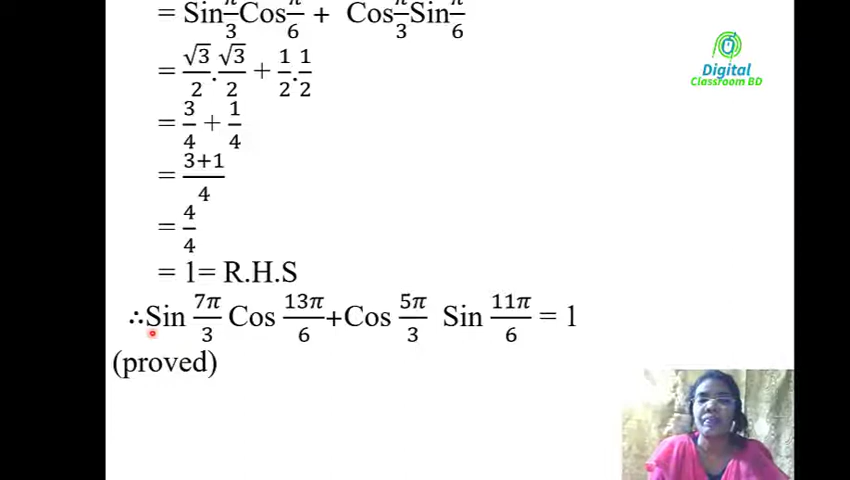 = Sin π/3 Cos π/6 + Cos π/3 Sin π/6
= √3/2 . √3/2 + 1/2 . 1/2
= 3/4 + 1/4
= 3+1/4
= 4/4
= 1= R.H.S
∴Sin 7π/3 Cos 13π/6 +Cos 5π/3 Sin 11π/6 = 1
(proved)
Digital
Classroom BD